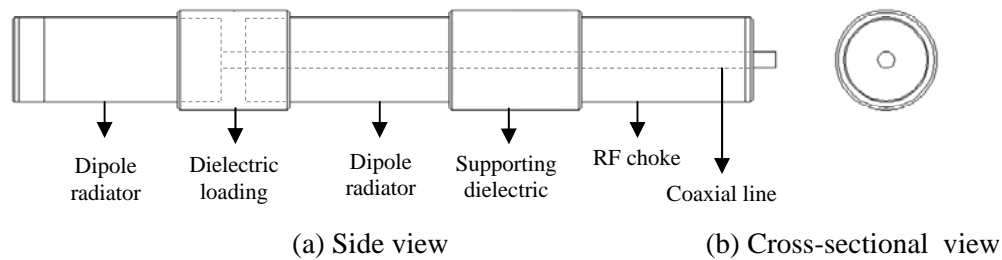 Dipole
radiator
Dielectric
loading
Dipole
radiator
Supporting
dielectric
RF choke
Coaxial line
(a) Side view
(b) Cross-sectional view